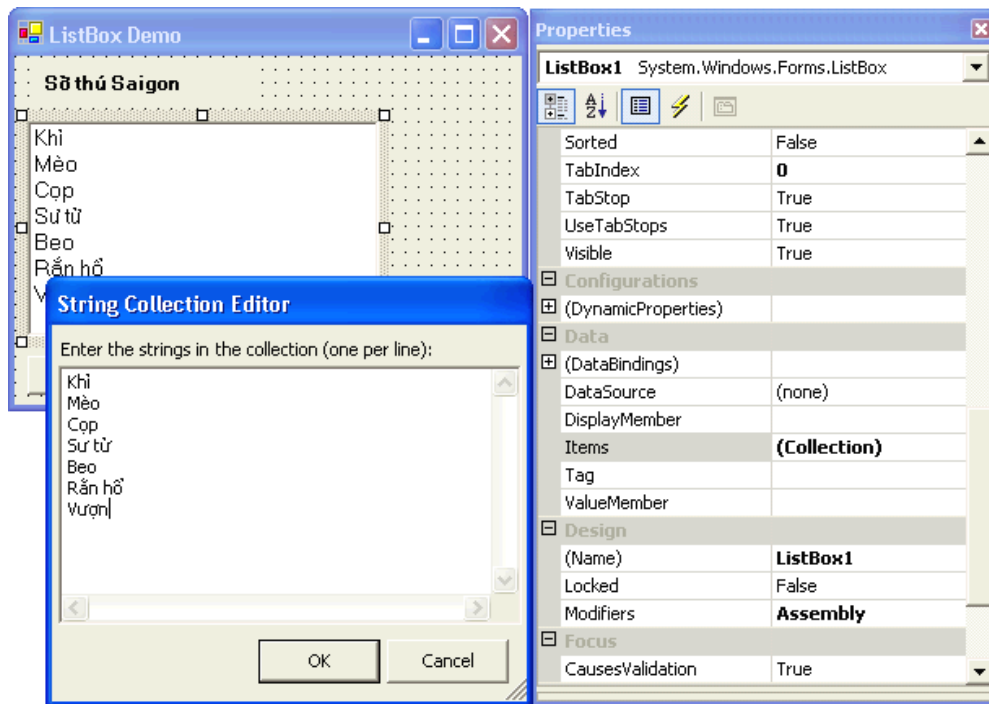 ListBox Demo
Sở thú Saigon
Khỉ
Mèo
Cọp
Sư tử
Beo
Rắn hổ
V
String Collection Editor
Enter the strings in the collection (one per line):
Khỉ
Mèo
Cọp
Sư tử
Beo
Rắn hổ
Vượn
OK Cancel
Properties
ListBox1 System.Windows.Forms.ListBox
Sorted False
TabIndex 0
TabStop True
UseTabStops True
Visible True
Configurations
(DynamicProperties)
Data
(DataBindings)
DataSource (none)
DisplayMember
Items (Collection)
Tag
ValueMember
Design
(Name) ListBox1
Locked False
Modifiers Assembly
Focus
CausesValidation True